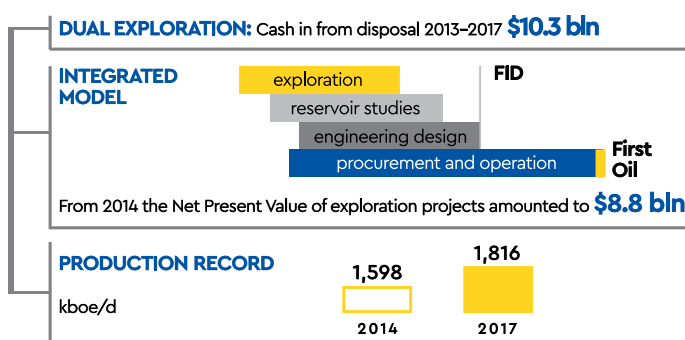 DUAL EXPLORATION: Cash in from disposal 2013–2017 $10.3 bln
INTEGRATED
MODEL
exploration
FID
reservoir studies
engineering design
procurement and operation
First
Oil
From 2014 the Net Present Value of exploration projects amounted to $8.8 bln
PRODUCTION RECORD
kboe/d
1,598
1,816
2014
2017